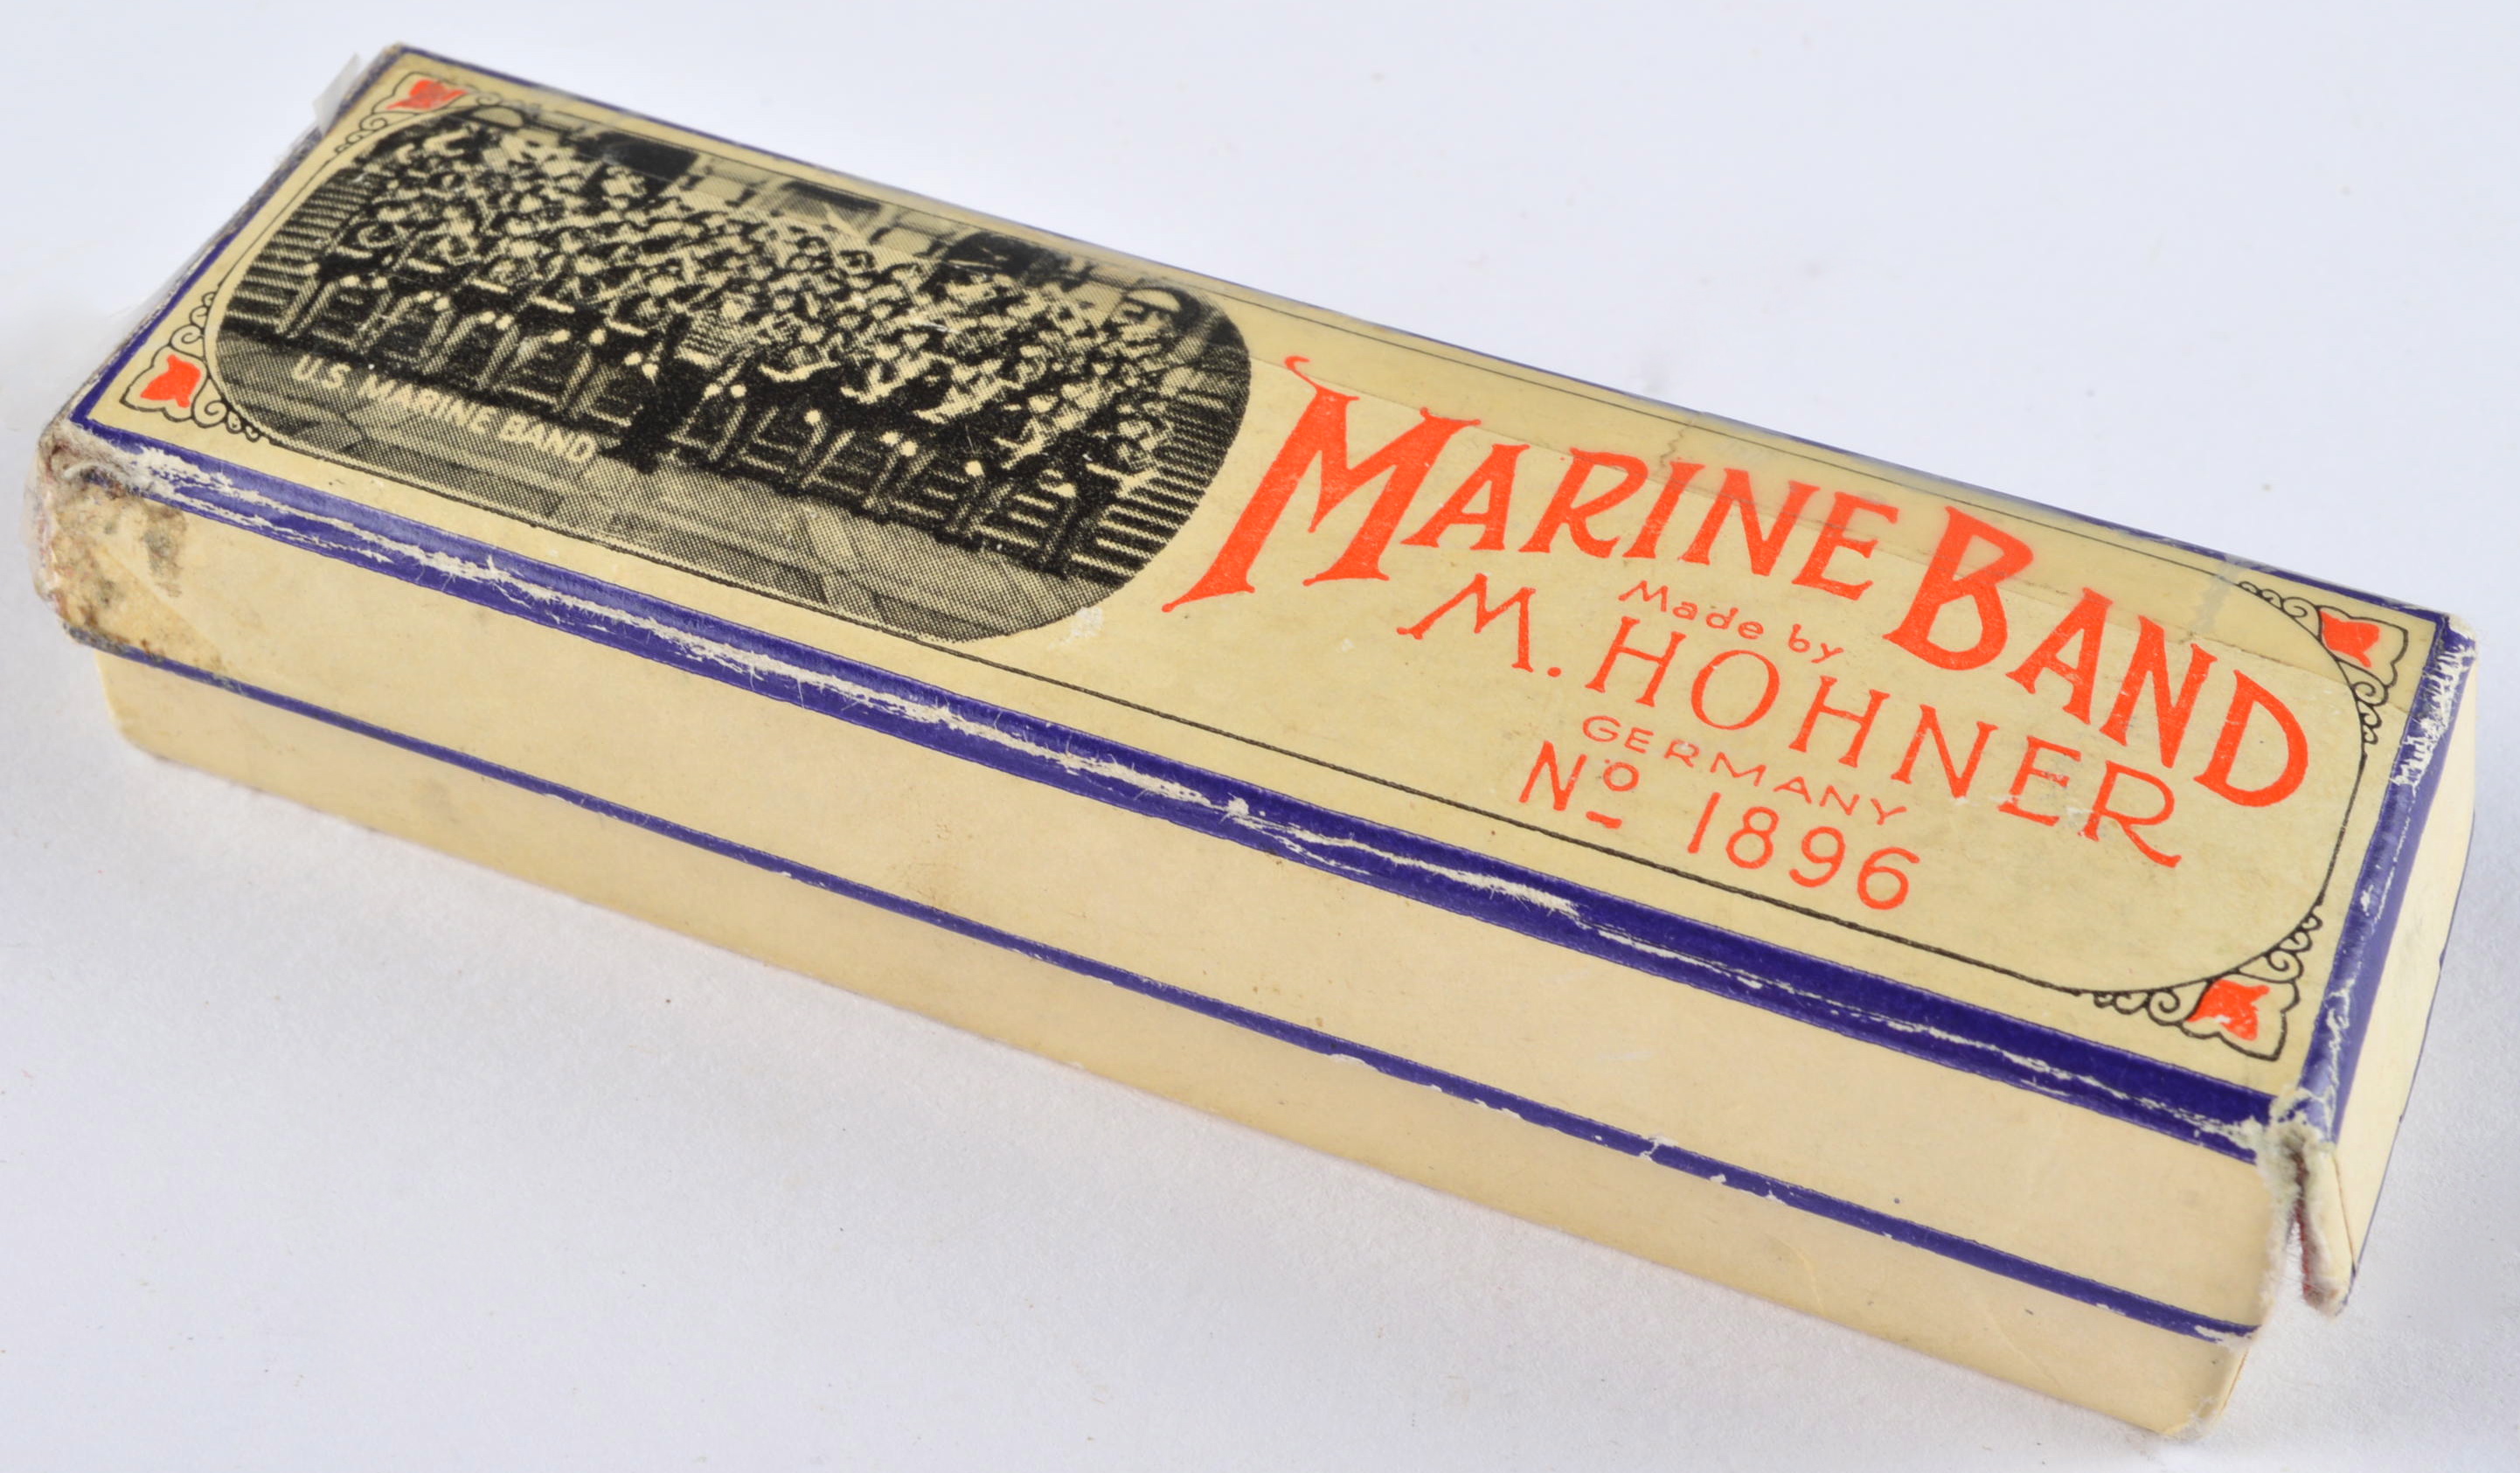 U.S MARINE BAND
MARINE BAND
Made by
M. HOHNER
GERMANY
Nº 1896